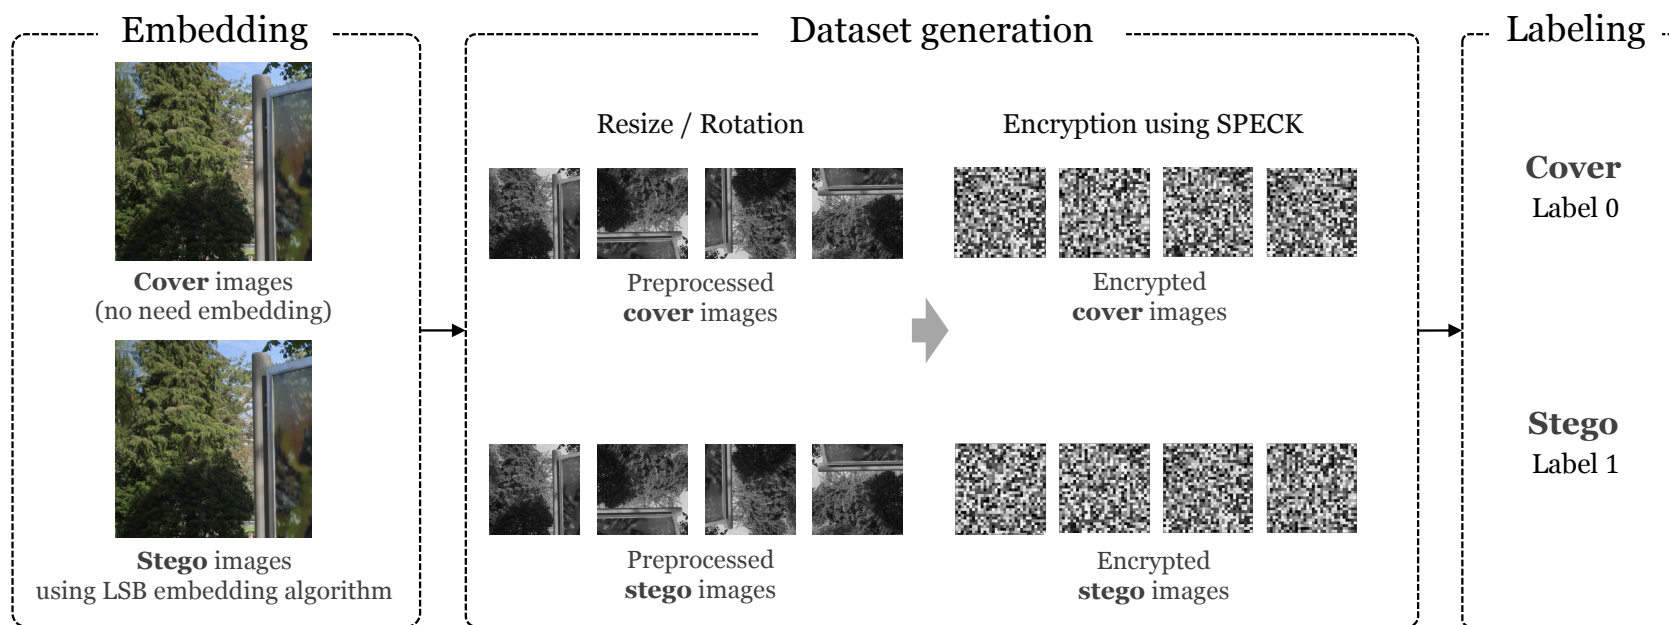 Embedding
Cover images
(no need embedding)
Stego images
using LSB embedding algorithm
Dataset generation
Resize / Rotation
Encryption using SPECK
Preprocessed
cover images
Encrypted
cover images
Preprocessed
stego images
Encrypted
stego images
Labeling
Cover
Label 0
Stego
Label 1